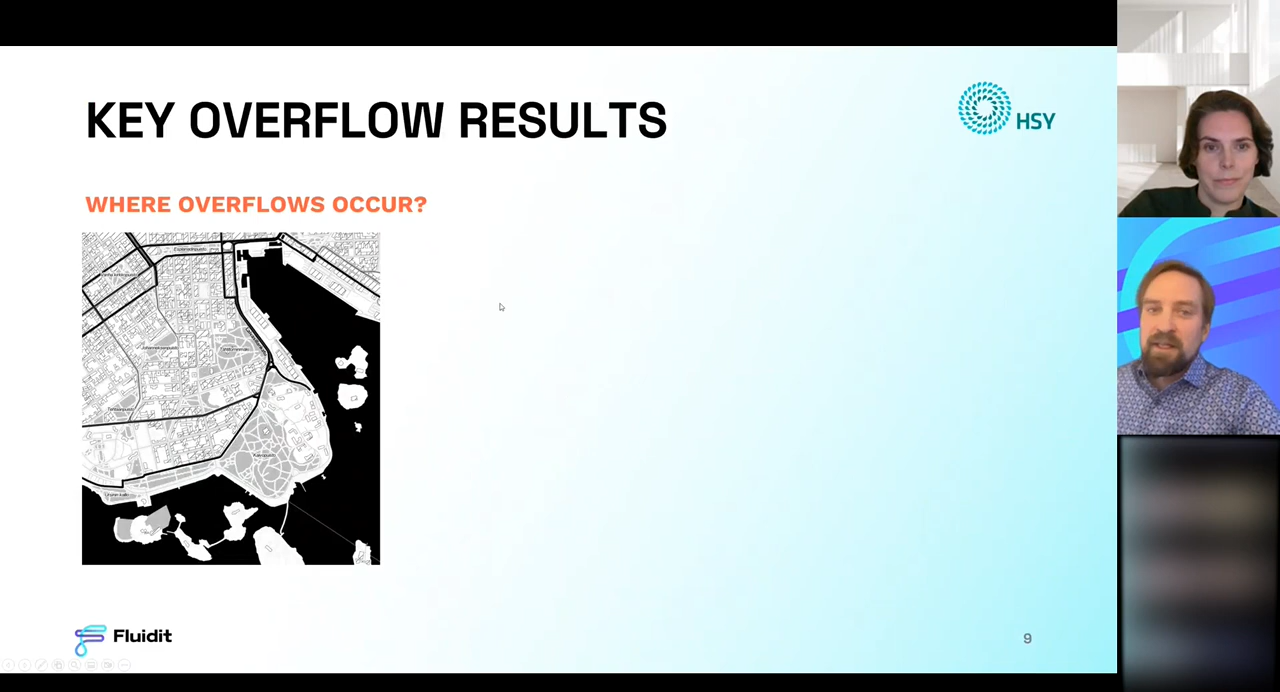 KEY OVERFLOW RESULTS
HSY
WHERE OVERFLOWS OCCUR?
Fluidit
9